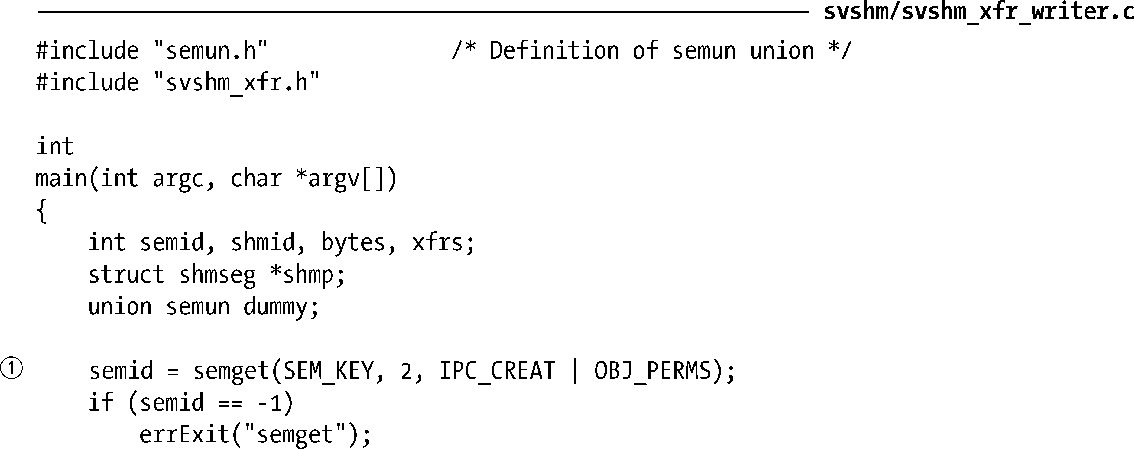 svshm/svshm_xfr_writer.c
#include "semun.h"              /* Definition of semun union */
#include "svshm_xfr.h"

int
main(int argc, char *argv[])
{
    int semid, shmid, bytes, xfrs;
    struct shmseg *shmp;
    union semun dummy;

①   semid = semget(SEM_KEY, 2, IPC_CREAT | OBJ_PERMS);
    if (semid == -1)
        errExit("semget");